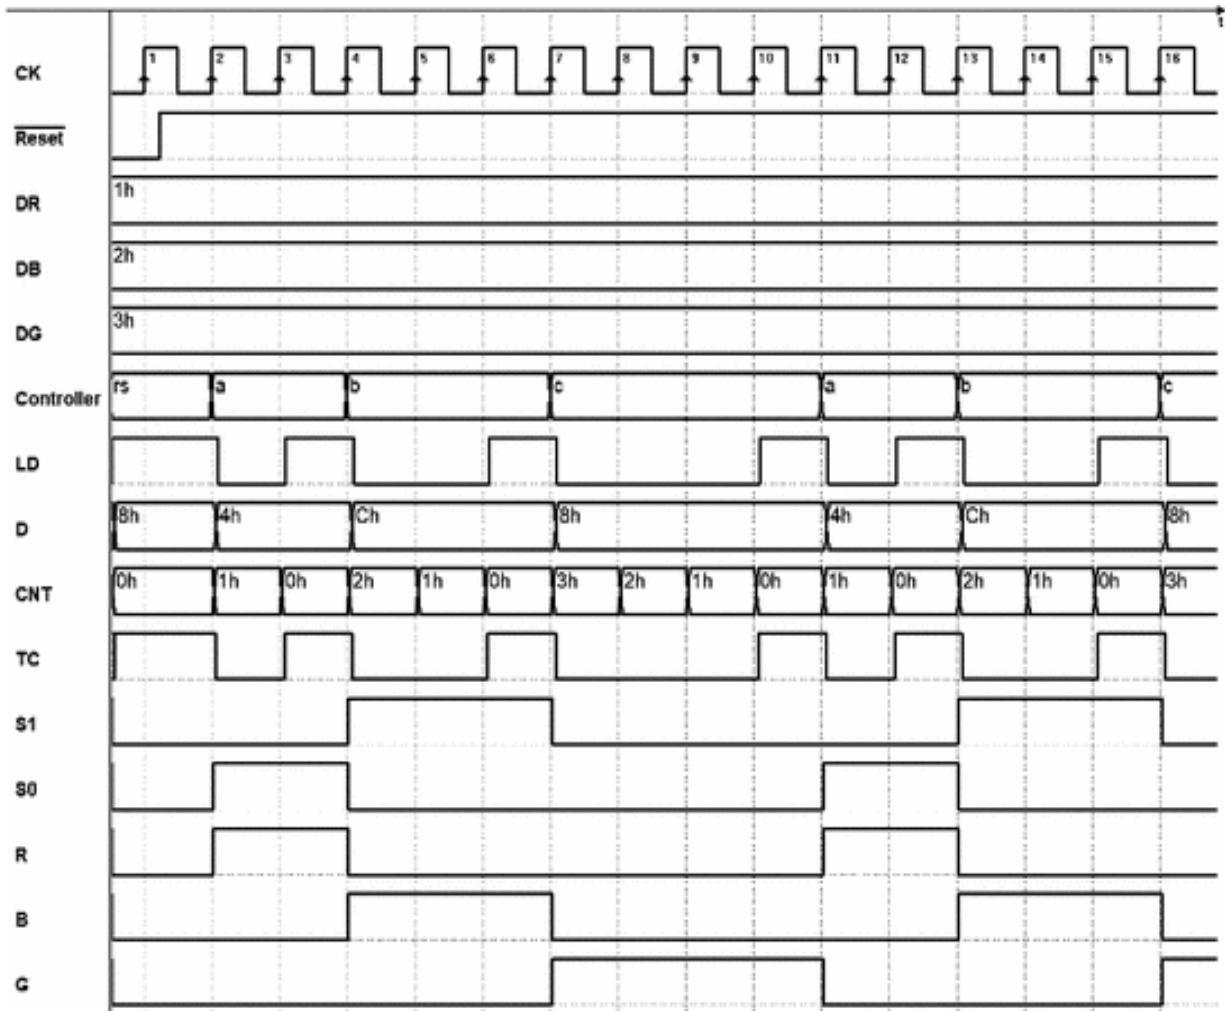 t
CK 1 2 3 4 5 6 7 8 9 10 11 12 13 14 15 16
Reset
DR 1h
DB 2h
DG 3h
Controller rs a b c a b c
LD
D 8h 4h Ch 8h 4h Ch 8h
CNT 0h 1h 0h 2h 1h 0h 3h 2h 1h 0h 1h 0h 2h 1h 0h 3h
TC
S1
S0
R
B
G